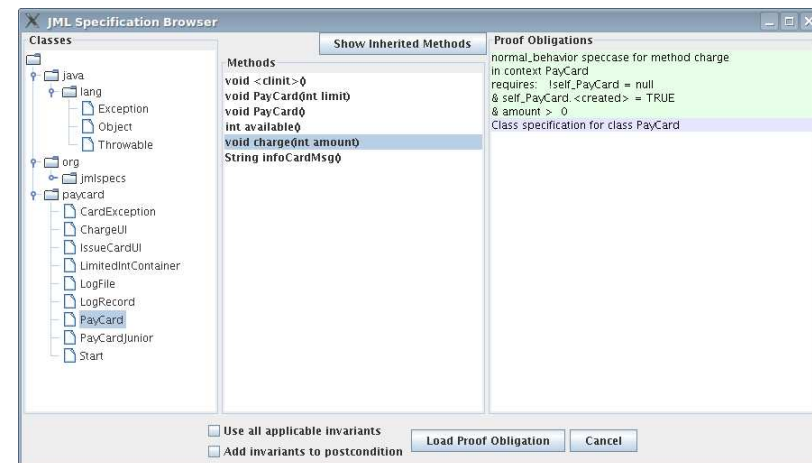 JML Specification Browser
Classes
java
lang
Exception
Object
Throwable
org
jmlspecs
paycard
CardException
ChargeUI
IssueCardUI
LimitedIntContainer
LogFile
LogRecord
PayCard
PayCardJunior
Start
Show Inherited Methods
Methods
void <clinit>()
void PayCard(int limit)
void PayCard()
int available()
void charge(int amount)
String infoCardMsg()
Proof Obligations
normal_behavior speccase for method charge
in context PayCard
requires: !self_PayCard = null
& self_PayCard.<created> = TRUE
& amount > 0
Class specification for class PayCard
Use all applicable invariants
Add invariants to postcondition
Load Proof Obligation
Cancel